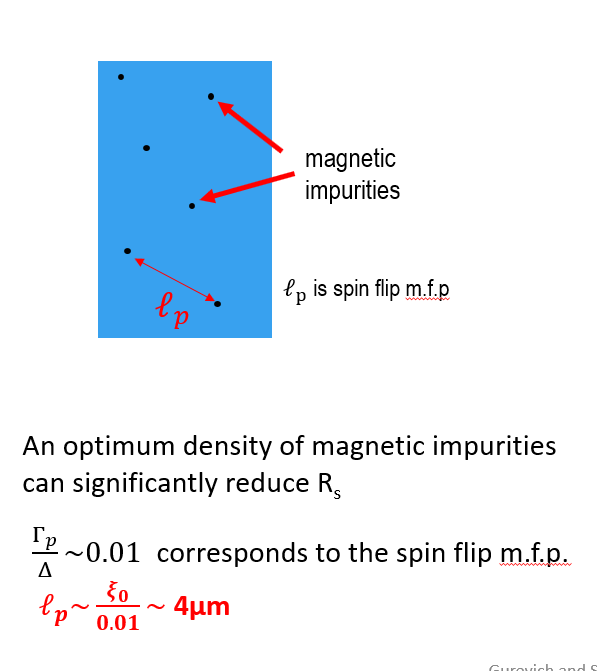 magnetic
impurities
ℓp is spin flip m.f.p
ℓp
An optimum density of magnetic impurities
can significantly reduce Rs
Γp/Δ ~0.01 corresponds to the spin flip m.f.p.
ℓp~ ξ0/0.01 ~ 4μm